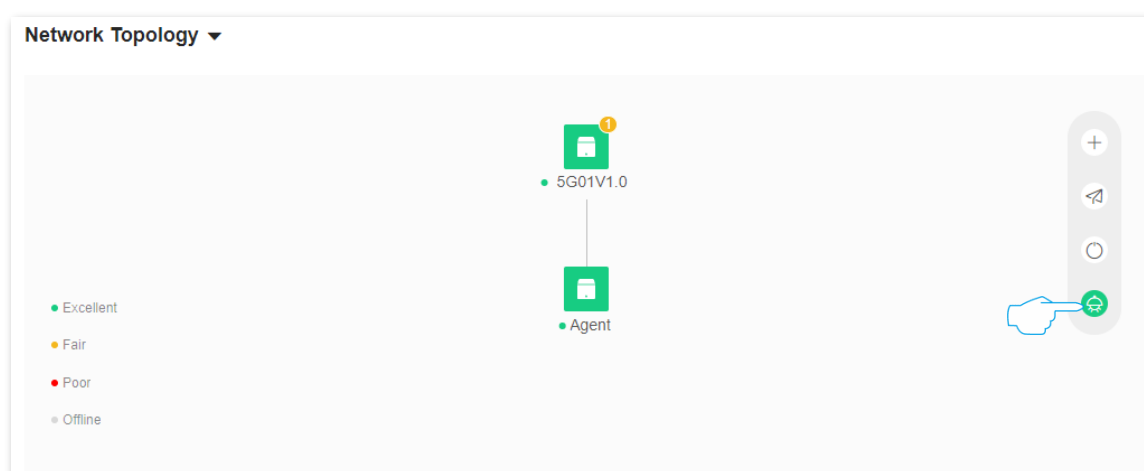 Network Topology
1
5G01V1.0
Agent
Excellent
Fair
Poor
Offline